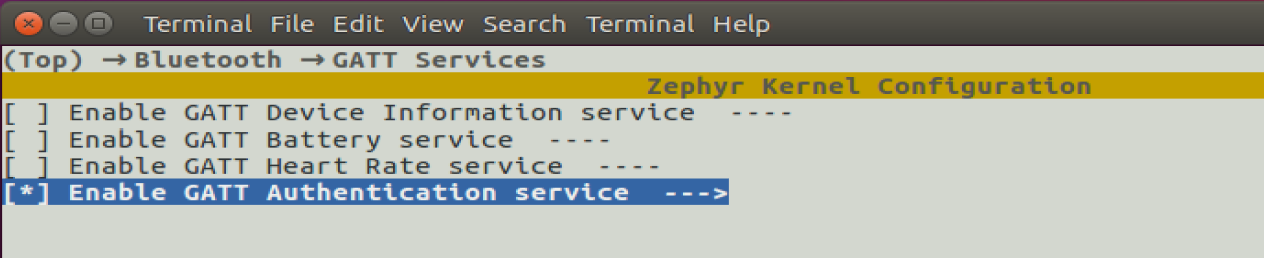 Terminal File Edit View Search Terminal Help
(Top) → Bluetooth → GATT Services
Zephyr Kernel Configuration
[ ] Enable GATT Device Information service  ----
[ ] Enable GATT Battery service  ----
[ ] Enable GATT Heart Rate service  ----
[*] Enable GATT Authentication service  --->